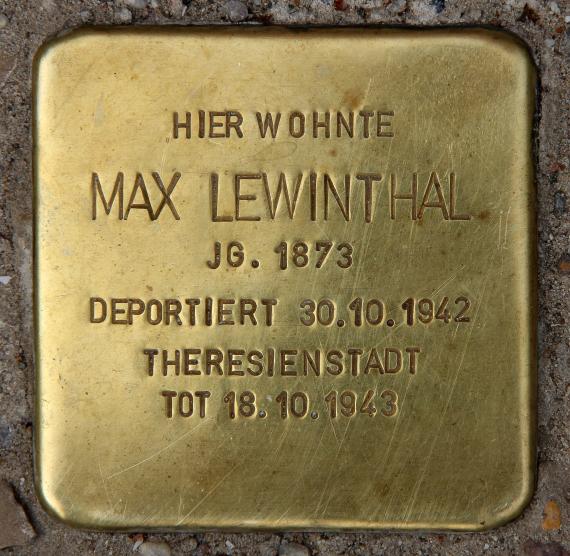 HIER WOHNTE
MAX LEWINTHAL
JG. 1873
DEPORTIERT 30.10.1942
THERESIENSTADT
TOT 18.10.1943